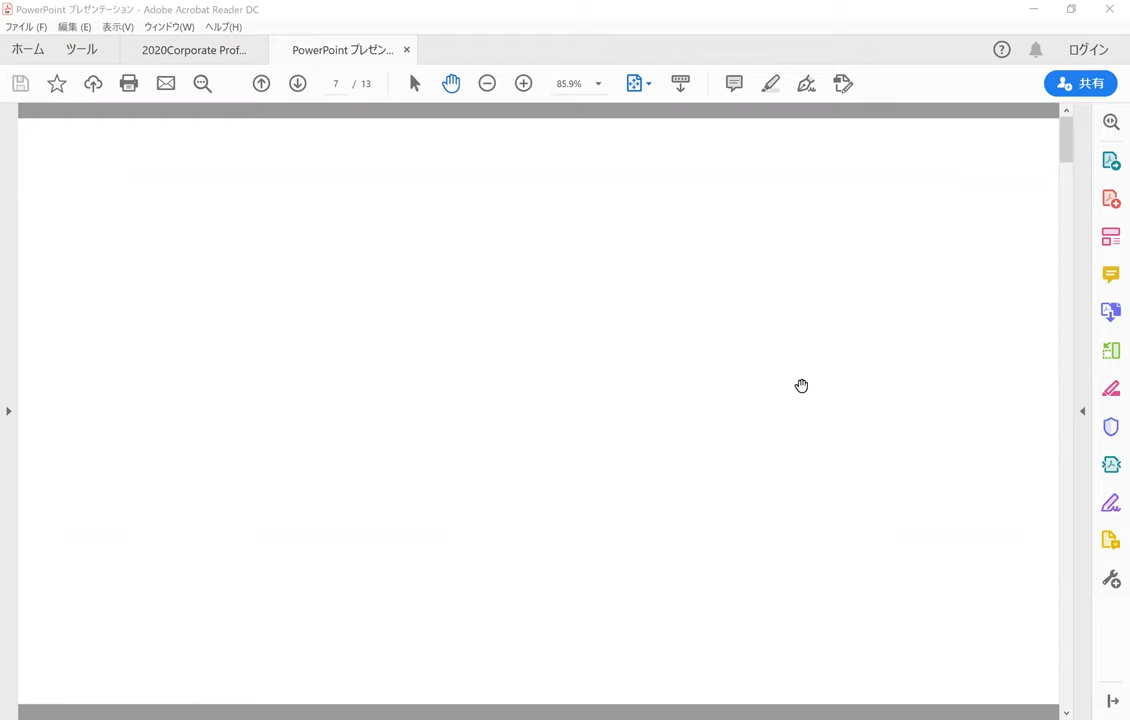 PowerPoint プレゼンテーション - Adobe Acrobat Reader DC
ファイル (F) 編集 (E) 表示(V) ウィンドウ(W) ヘルプ(H)
ホーム ツール 2020Corporate Prof... PowerPoint プレゼン... × ログイン
7 / 13 85.9% 共有